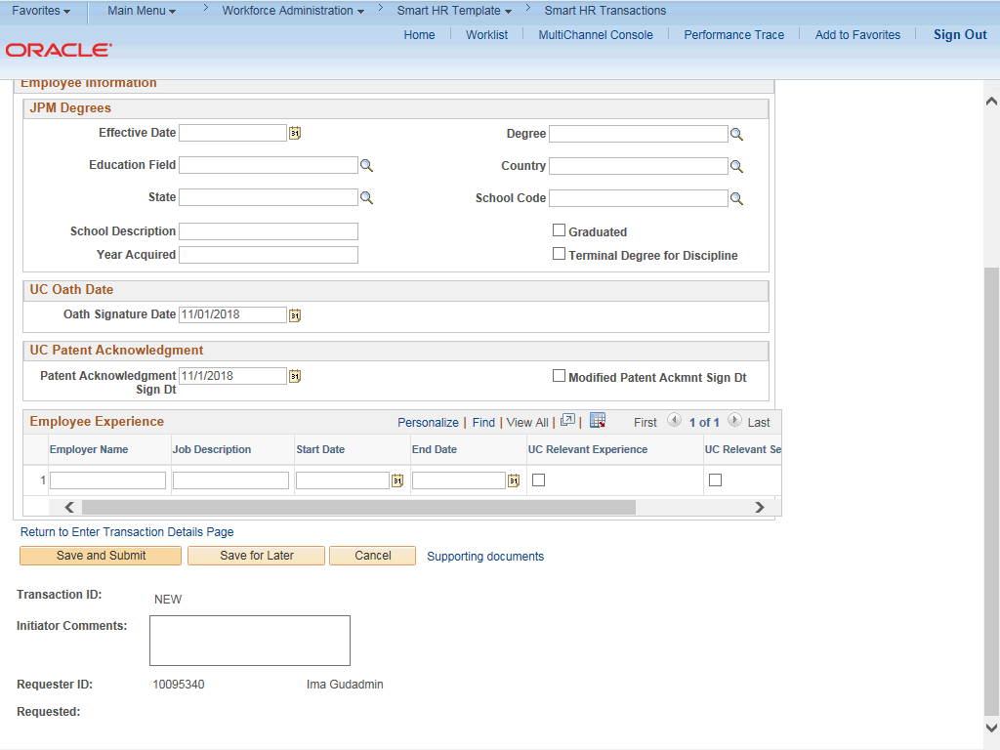 Favorites Main Menu > Workforce Administration > Smart HR Template > Smart HR Transactions
Home Worklist MultiChannel Console Performance Trace Add to Favorites Sign Out
ORACLE
Employee Information
JPM Degrees
Effective Date Degree
Education Field Country
State School Code
School Description Graduated
Year Acquired Terminal Degree for Discipline
UC Oath Date
Oath Signature Date 11/01/2018
UC Patent Acknowledgment
Patent Acknowledgment 11/1/2018 Modified Patent Ackmnt Sign Dt
Sign Dt
Employee Experience Personalize | Find | View All | | First 1 of 1 Last
Employer Name Job Description Start Date End Date UC Relevant Experience UC Relevant Se
1
Return to Enter Transaction Details Page
Save and Submit Save for Later Cancel Supporting documents
Transaction ID: NEW
Initiator Comments:
Requester ID: 10095340 Ima Gudadmin
Requested: